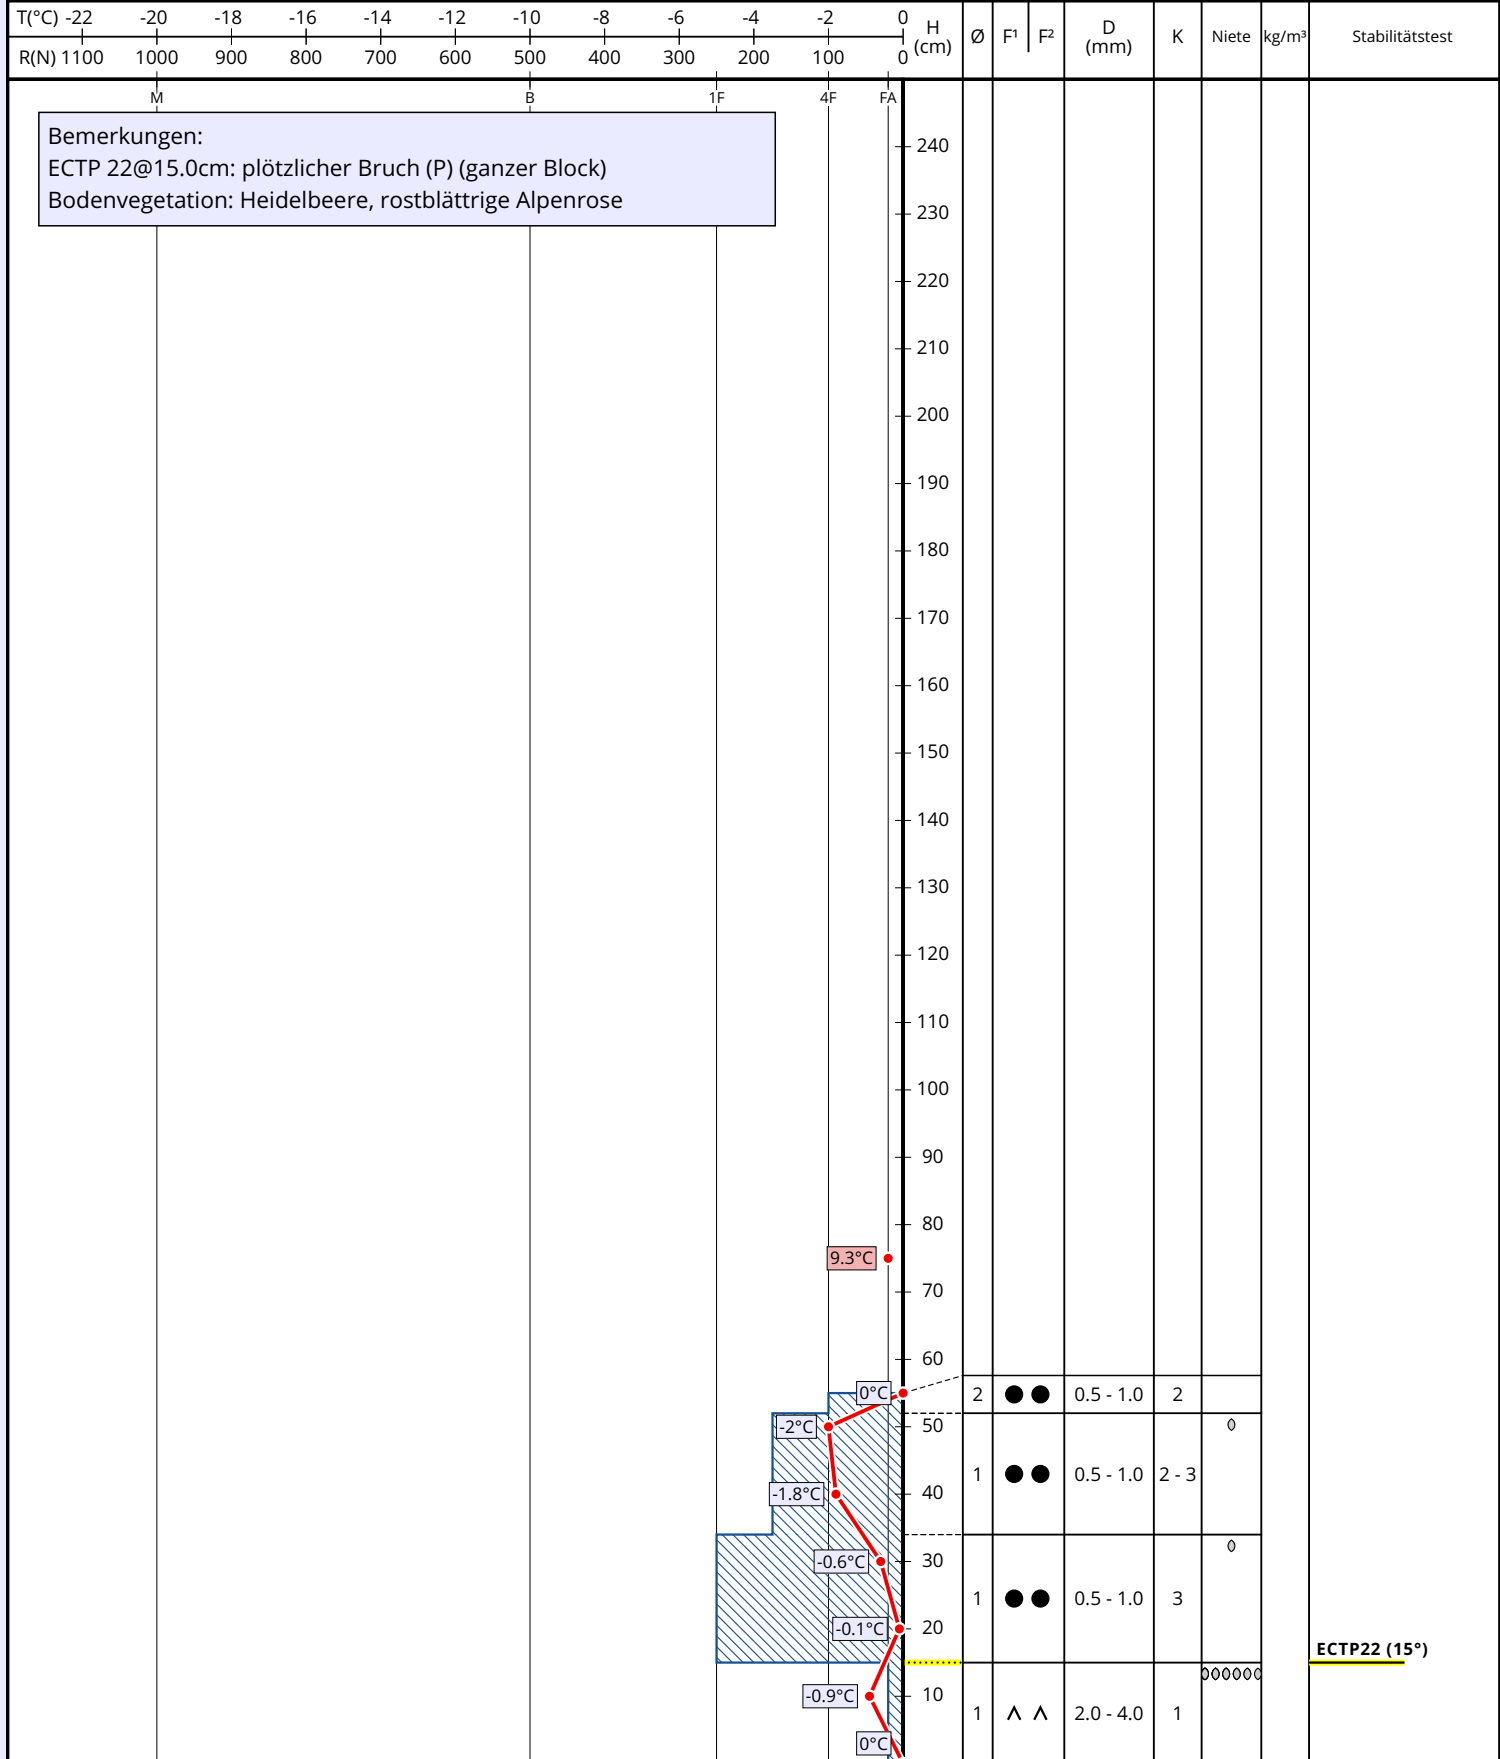 T(°C) -22 -20 -18 -16 -14 -12 -10 -8 -6 -4 -2 0
R(N) 1100 1000 900 800 700 600 500 400 300 200 100 0
H (cm) Ø F¹ F² D (mm) K Niete kg/m³ Stabilitätstest
M B 1F 4F FA
Bemerkungen:
ECTP 22@15.0cm: plötzlicher Bruch (P) (ganzer Block)
Bodenvegetation: Heidelbeere, rostblättrige Alpenrose
240
230
220
210
200
190
180
170
160
150
140
130
120
110
100
90
80
9.3°C
70
60
0°C 2 0.5 - 1.0 2
-2°C 50
1 0.5 - 1.0 2 - 3
-1.8°C 40
-0.6°C 30
1 0.5 - 1.0 3
-0.1°C 20
ECTP22 (15°)
-0.9°C 10
1 2.0 - 4.0 1
0°C